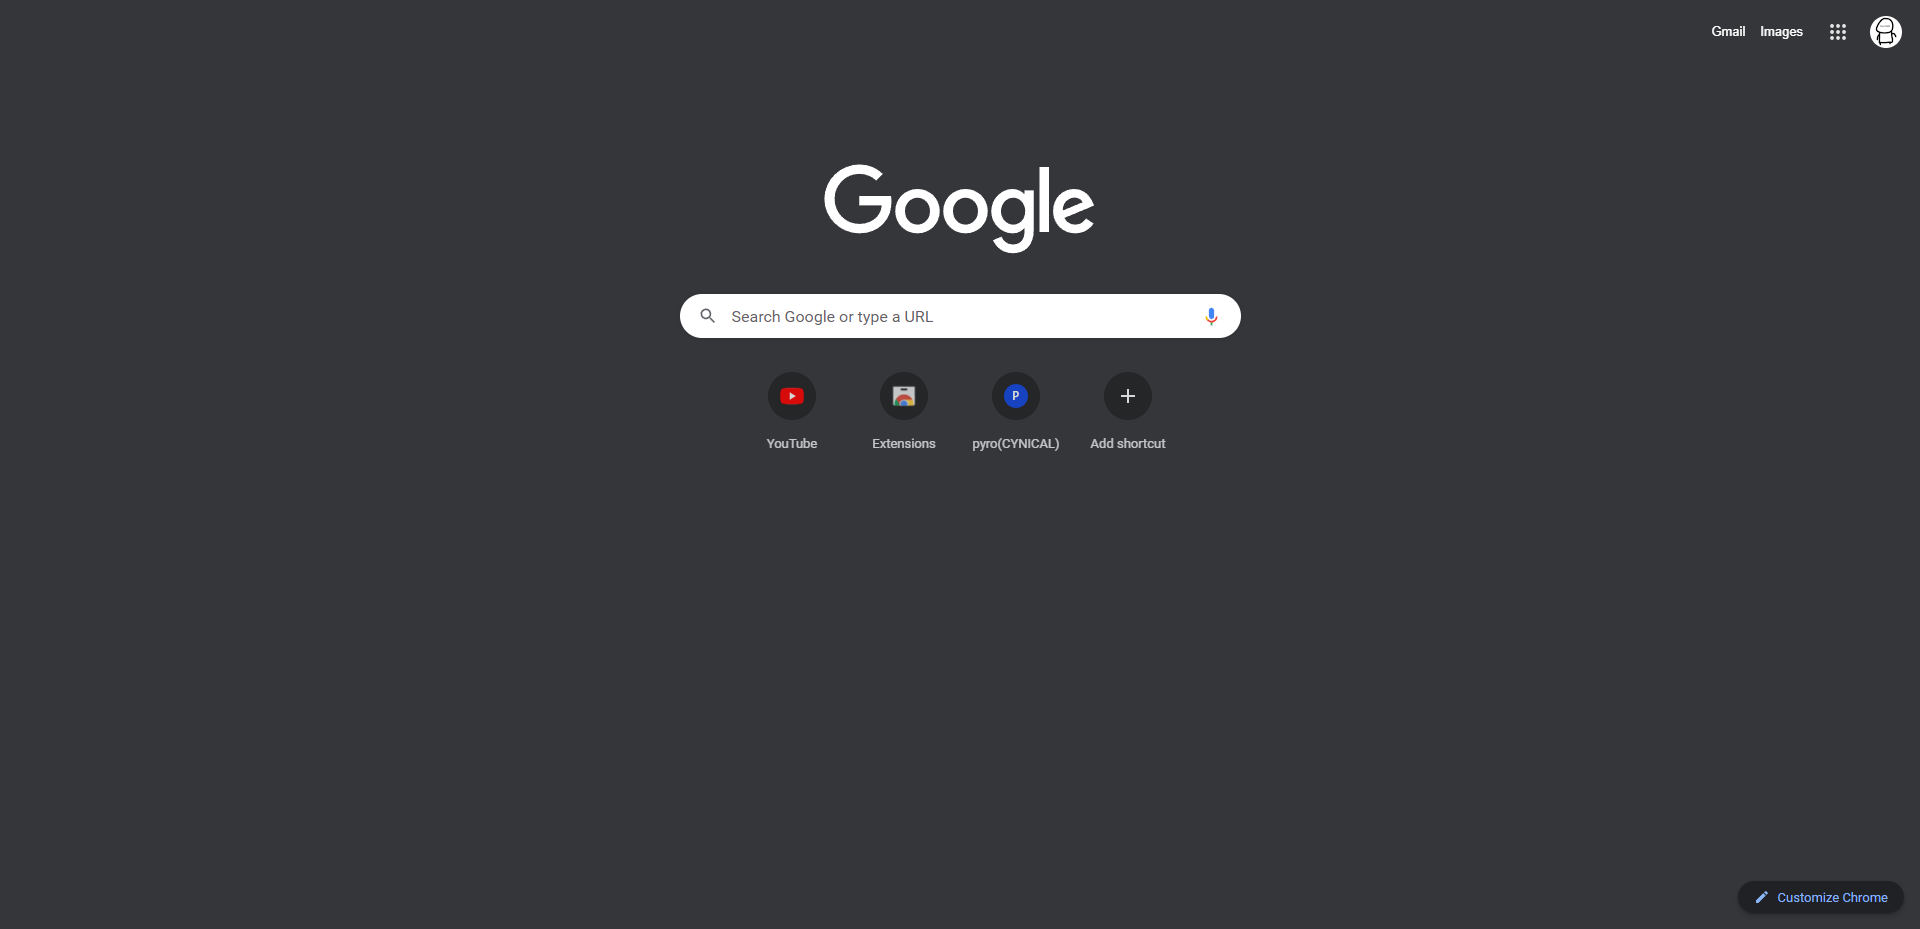 Gmail Images
Google
Search Google or type a URL
YouTube Extensions P pyro(CYNICAL) Add shortcut
Customize Chrome